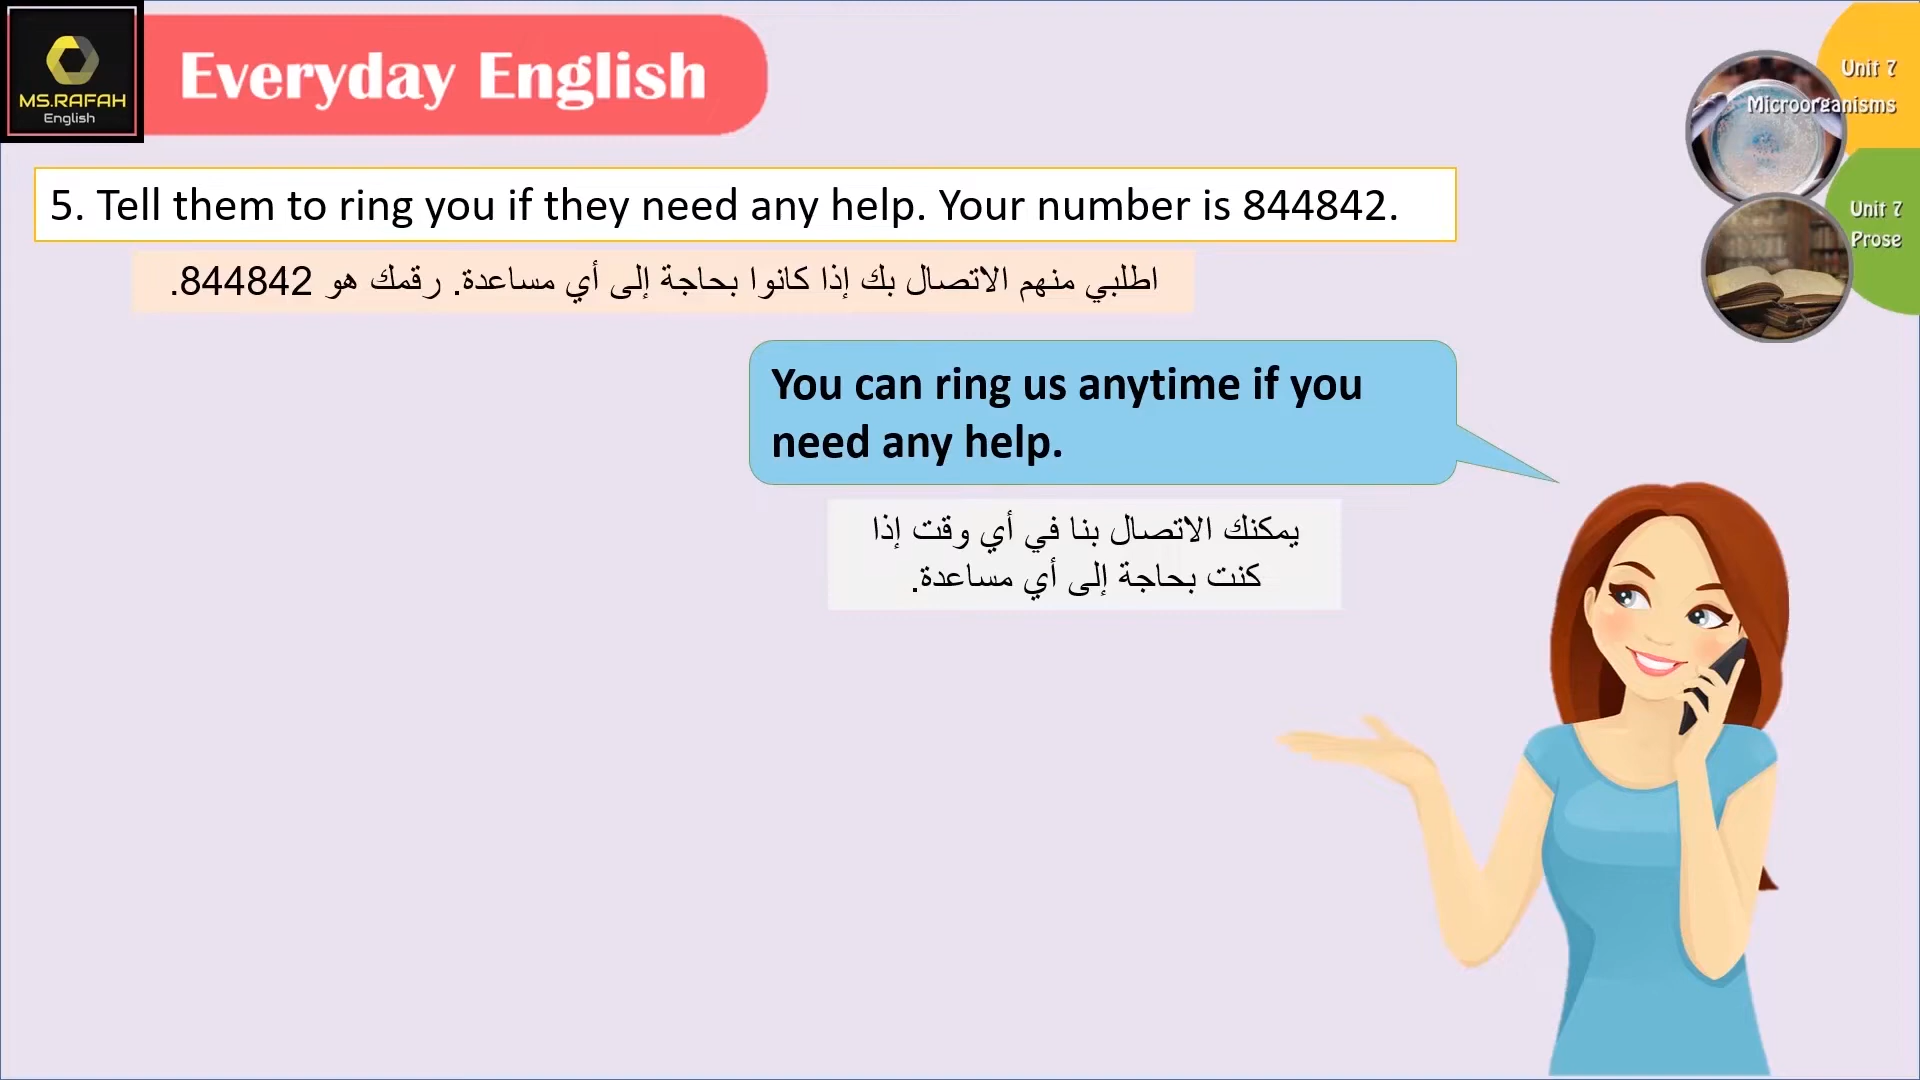 MS.RAFAH
English
Everyday English
Unit 7
Microorganisms
Unit 7
Prose
5. Tell them to ring you if they need any help. Your number is 844842.
اطلبي منهم الاتصال بك إذا كانوا بحاجة إلى أي مساعدة. رقمك هو 844842.
You can ring us anytime if you
need any help.
يمكنك الاتصال بنا في أي وقت إذا
كنت بحاجة إلى أي مساعدة.